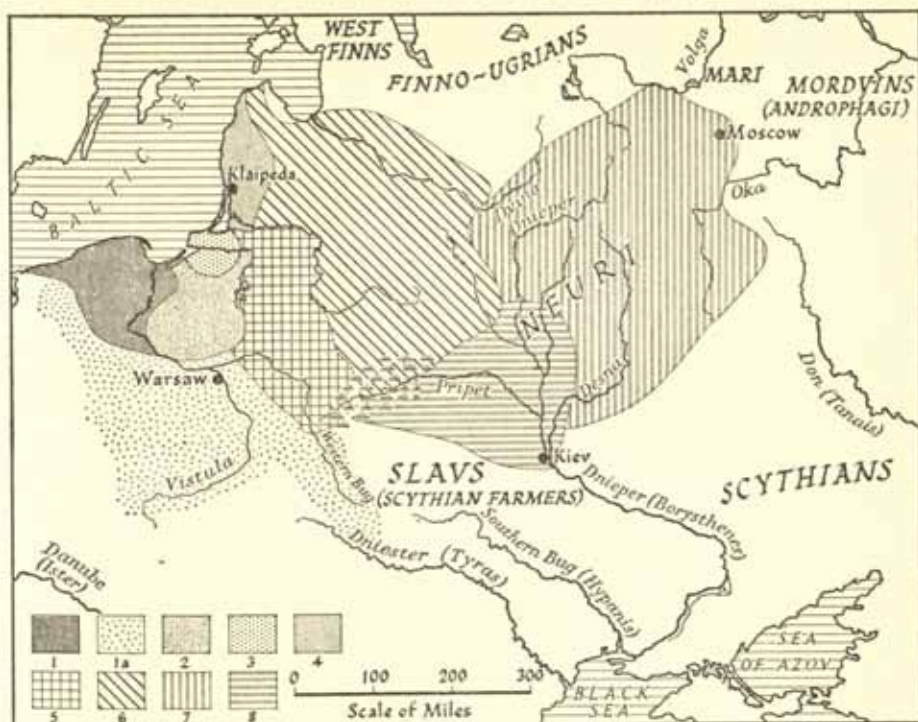 WEST
FINNS
FINNO-UGRIANS
Volga
MARI
MORDVINS
(ANDROPHAGI)
Moscow
BALTIC SEA
Klaipeda
Oka
Dvina
Dnieper
NEURI
Desna
Don (Tanais)
Warsaw
Pripet
Kiev
Western Bug
Vistula
SLAVS
(SCYTHIAN FARMERS)
SCYTHIANS
Dnieper (Borysthenes)
Southern Bug (Hypanis)
Dniester (Tyras)
Danube
(Ister)
SEA
OF AZOV
BLACK
SEA
1 1a 2 3 4
5 6 7 8
0 100 200 300
Scale of Miles